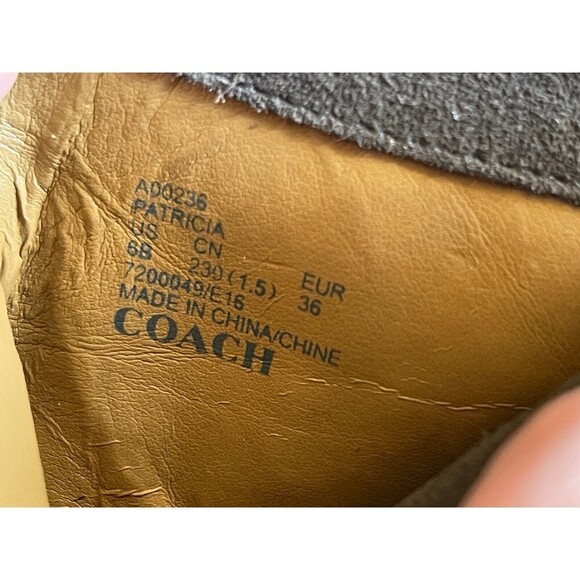 A00236
PATRICIA
US CN EUR
6B 230 (1.5) 36
7200049/E16
MADE IN CHINA/CHINE
COACH